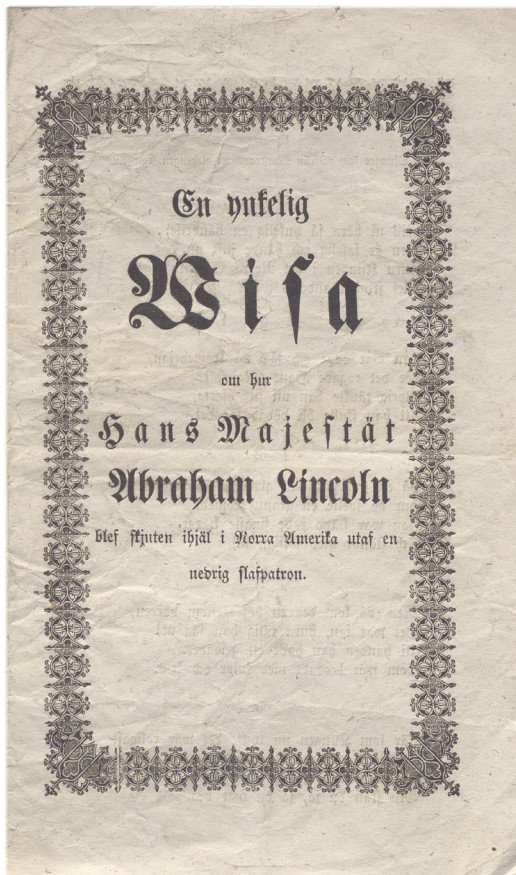 En ynkelig
Wisa
om hur
Hans Majestät
Abraham Lincoln
blef skjuten ihjäl i Norra Amerika utaf en
nedrig slafpatron.